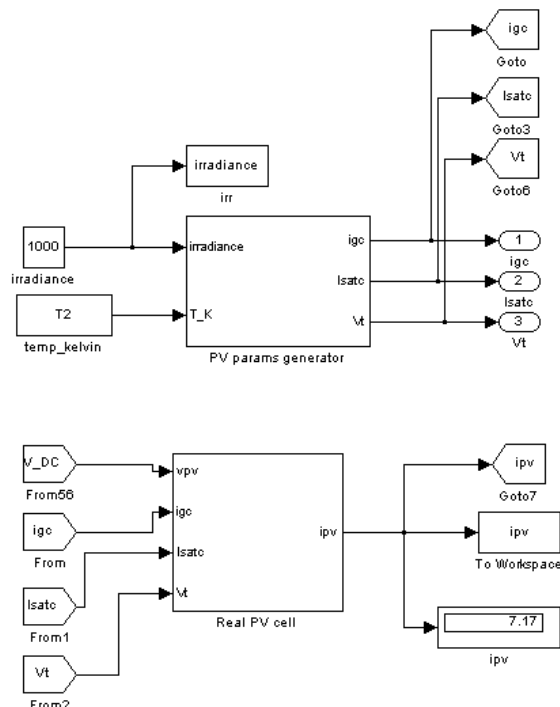 igc
Goto
Isatc
Goto3
Vt
Goto6
irradiance
irr
1000
irradiance
T2
temp_kelvin
irradiance
T_K
igc
Isatc
Vt
PV params generator
1
igc
2
Isatc
3
Vt
V_DC
From56
igc
From
Isatc
From1
Vt
From2
vpv
igc
Isatc
Vt
ipv
Real PV cell
ipv
Goto7
ipv
To Workspace
7.17
ipv